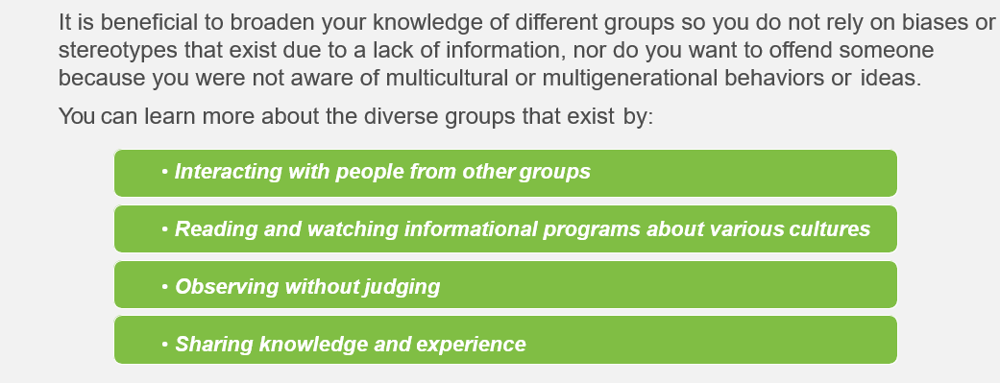 It is beneficial to broaden your knowledge of different groups so you do not rely on biases or
stereotypes that exist due to a lack of information, nor do you want to offend someone
because you were not aware of multicultural or multigenerational behaviors or ideas.
You can learn more about the diverse groups that exist by:
• Interacting with people from other groups
• Reading and watching informational programs about various cultures
• Observing without judging
• Sharing knowledge and experience